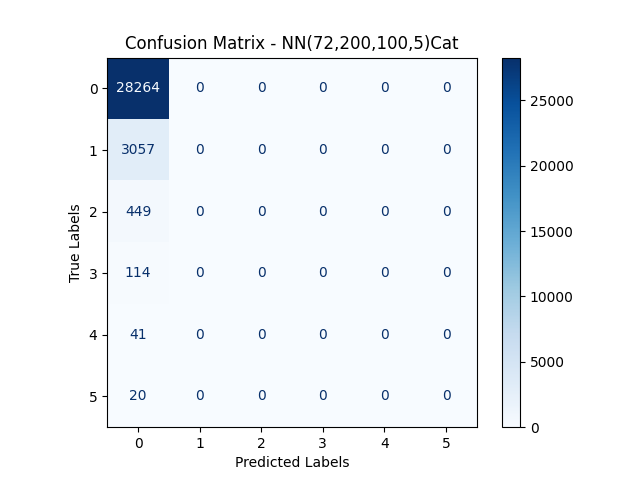 Confusion Matrix - NN(72,200,100,5)Cat
0 28264 0 0 0 0 0
1 3057 0 0 0 0 0
2 449 0 0 0 0 0
3 114 0 0 0 0 0
4 41 0 0 0 0 0
5 20 0 0 0 0 0
0 1 2 3 4 5
Predicted Labels
True Labels
25000
20000
15000
10000
5000
0